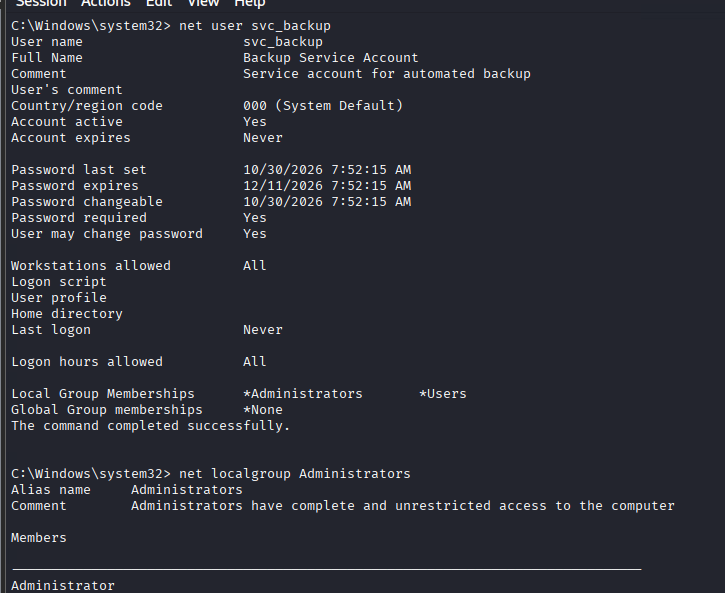 Session Actions Edit View Help
C:\Windows\system32> net user svc_backup
User name svc_backup
Full Name Backup Service Account
Comment Service account for automated backup
User's comment
Country/region code 000 (System Default)
Account active Yes
Account expires Never
Password last set 10/30/2026 7:52:15 AM
Password expires 12/11/2026 7:52:15 AM
Password changeable 10/30/2026 7:52:15 AM
Password required Yes
User may change password Yes
Workstations allowed All
Logon script
User profile
Home directory
Last logon Never
Logon hours allowed All
Local Group Memberships *Administrators *Users
Global Group memberships *None
The command completed successfully.
C:\Windows\system32> net localgroup Administrators
Alias name Administrators
Comment Administrators have complete and unrestricted access to the computer
Members
Administrator